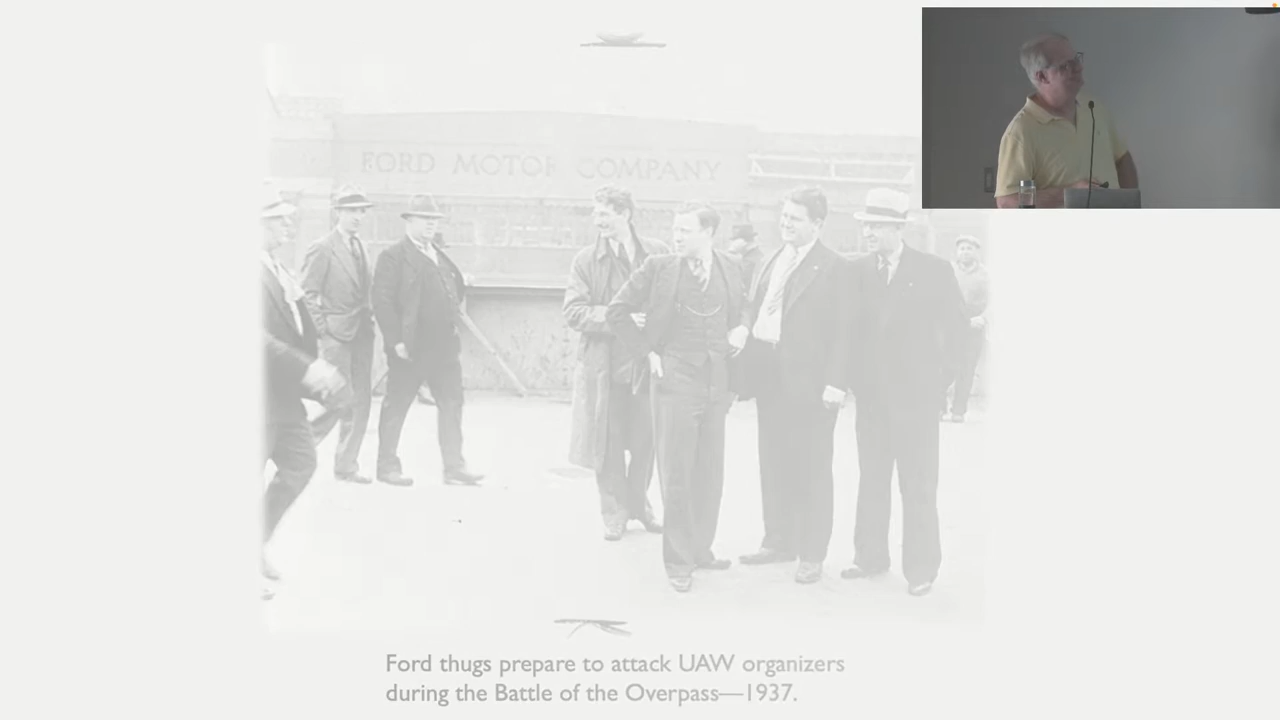 FORD MOTOR COMPANY
Ford thugs prepare to attack UAW organizers
during the Battle of the Overpass—1937.